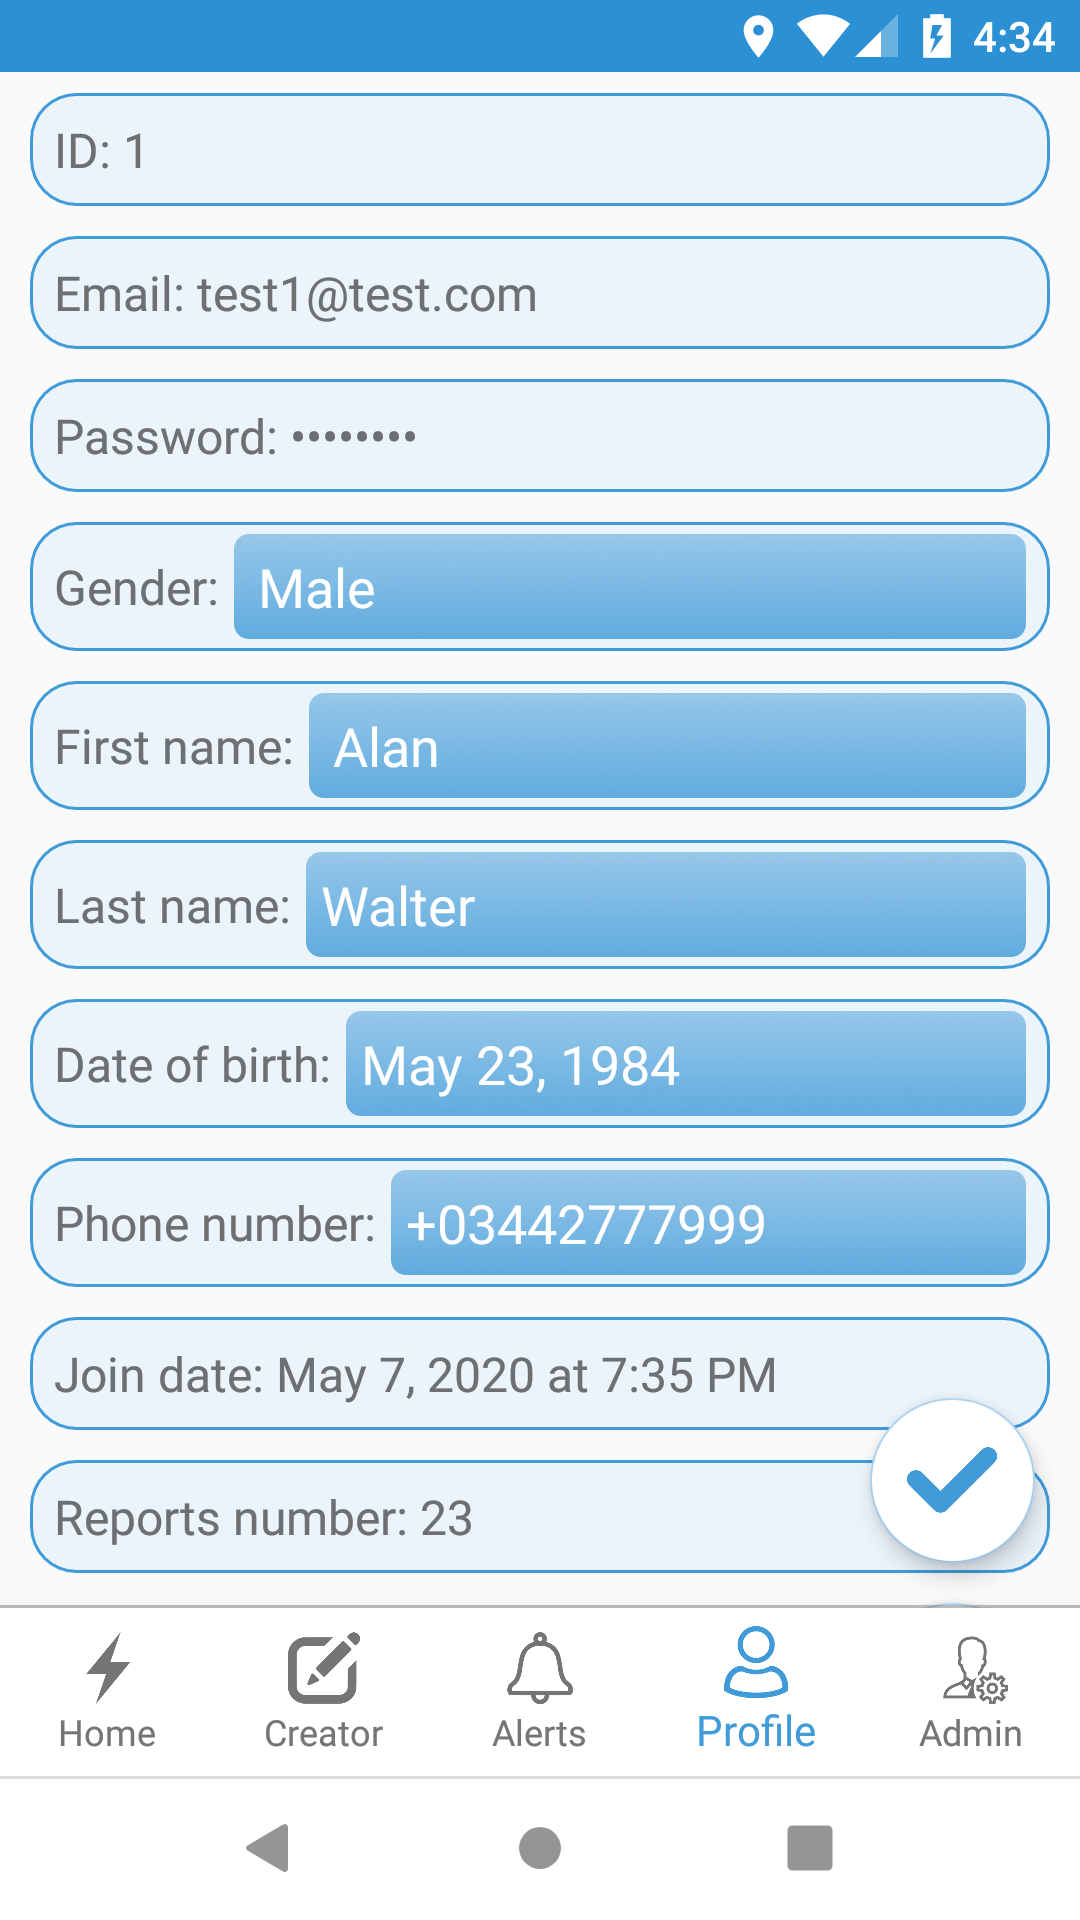 4:34
ID: 1
Email: test1@test.com
Password: ••••••••
Gender: Male
First name: Alan
Last name: Walter
Date of birth: May 23, 1984
Phone number: +03442777999
Join date: May 7, 2020 at 7:35 PM
Reports number: 23
Home Creator Alerts Profile Admin